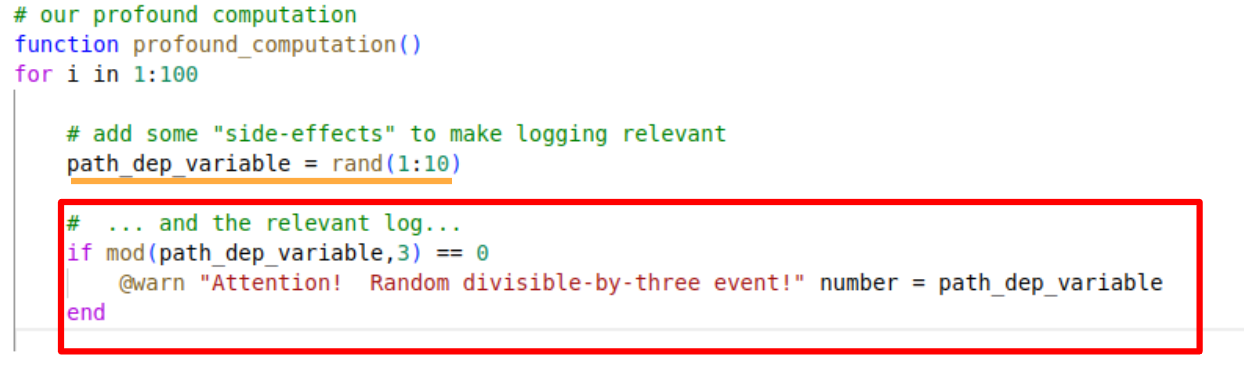 # our profound computation
function profound_computation()
for i in 1:100
# add some "side-effects" to make logging relevant
path_dep_variable = rand(1:10)
#  ... and the relevant log...
if mod(path_dep_variable,3) == 0
@warn "Attention!  Random divisible-by-three event!" number = path_dep_variable
end